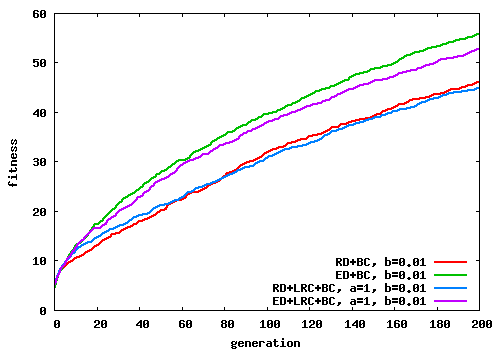 60
50
40
30
20
10
0
fitness
RD+BC, b=0.01
ED+BC, b=0.01
RD+LRC+BC, a=1, b=0.01
ED+LRC+BC, a=1, b=0.01
0 20 40 60 80 100 120 140 160 180 200
generation